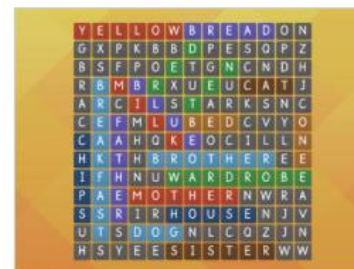 YELLOWBREADON
GXPKBBDPESQPZ
BSFPOETGNCNDH
RBMBRXUEUCATJ
ARCILSTARKSNC
CEFMLUBEDCVYO
CAAHQKEOCILLN
HKTHBROTHEREE
IFHNUWARDROBE
PAEMOTHERNWRA
SSRIRHOUSENJV
UTSDOGNLCQZJN
HSYEESISTERWW